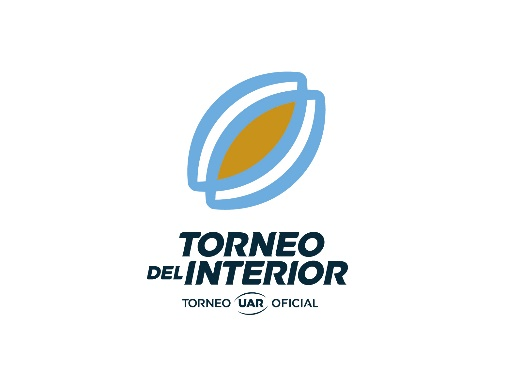 TORNEO
DEL INTERIOR
TORNEO UAR OFICIAL